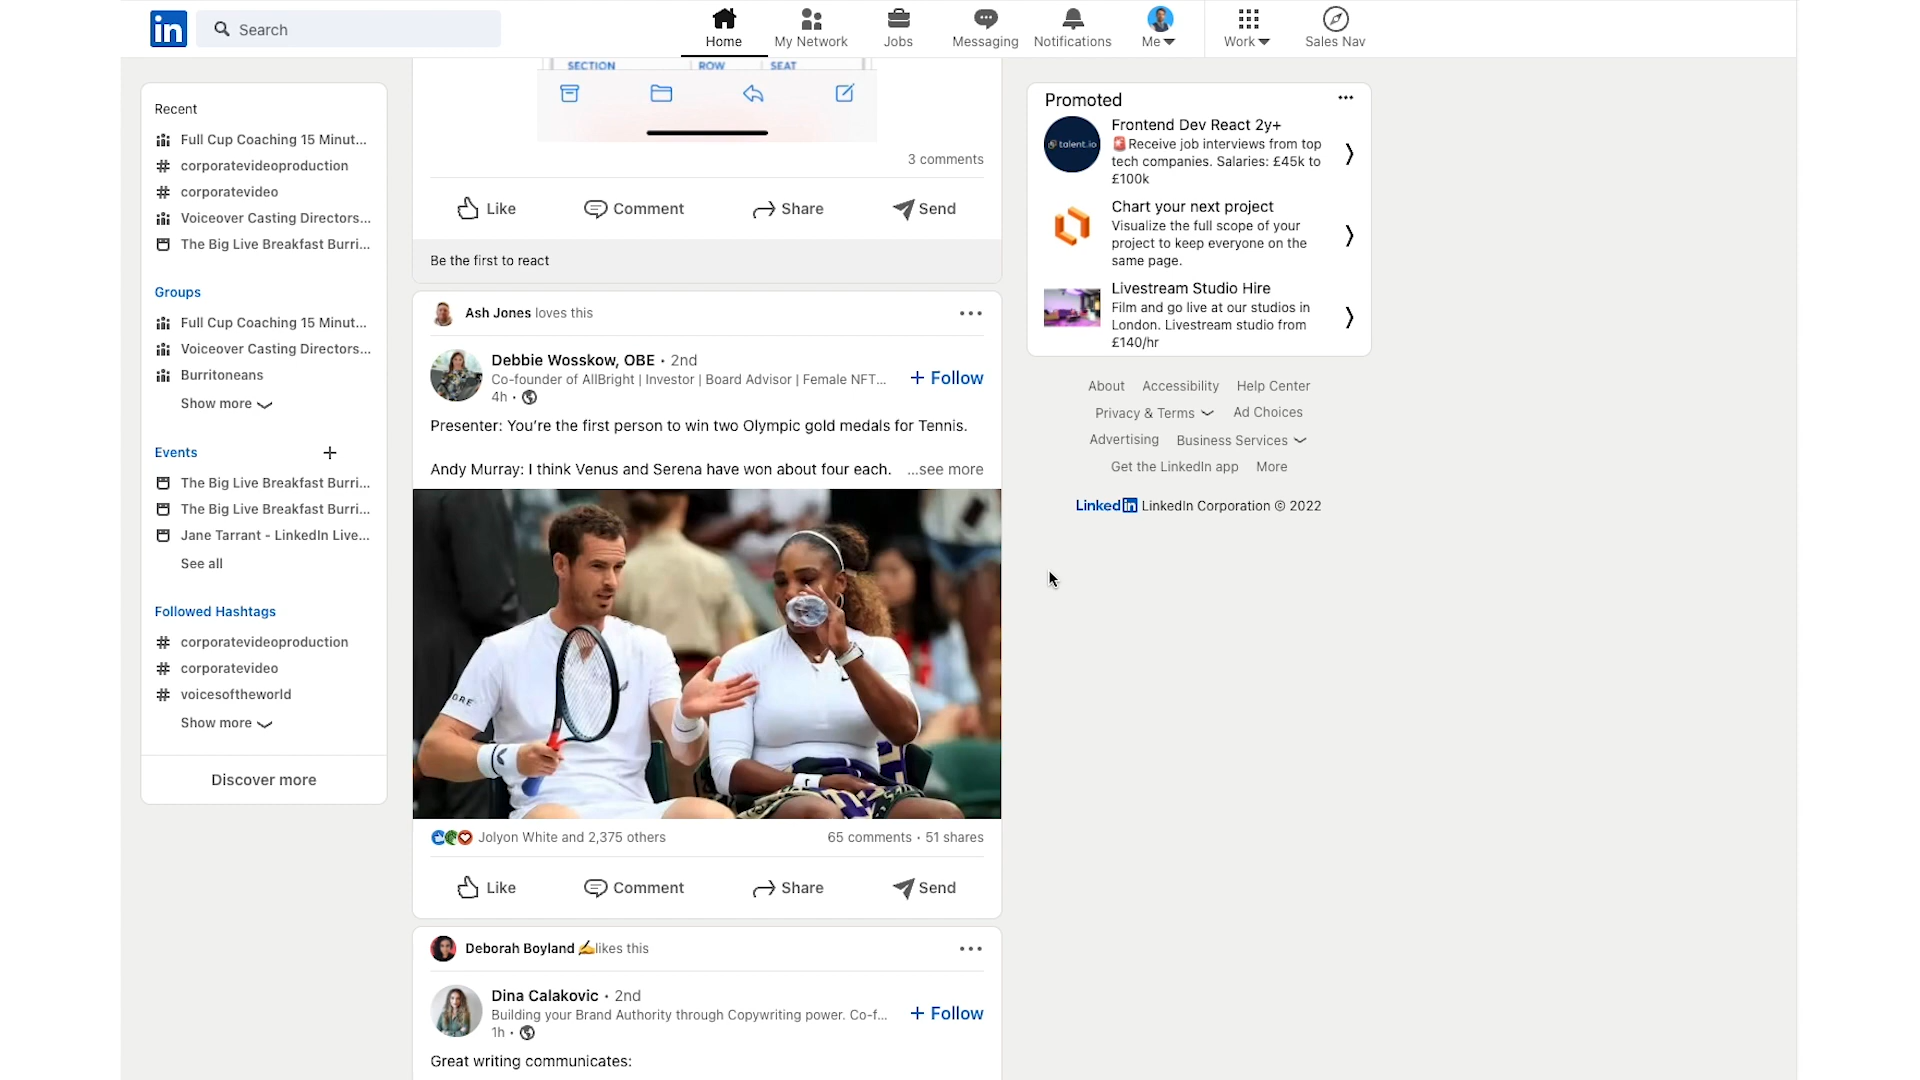 in
Search
Home
My Network
Jobs
Messaging
Notifications
Me
Work
Sales Nav
Recent
Full Cup Coaching 15 Minut...
# corporatevideoproduction
# corporatevideo
Voiceover Casting Directors...
The Big Live Breakfast Burri...
Groups
Full Cup Coaching 15 Minut...
Voiceover Casting Directors...
Burritoneans
Show more
Events +
The Big Live Breakfast Burri...
The Big Live Breakfast Burri...
Jane Tarrant - LinkedIn Live...
See all
Followed Hashtags
# corporatevideoproduction
# corporatevideo
# voicesoftheworld
Show more
Discover more
SECTION ROW SEAT
3 comments
Like Comment Share Send
Be the first to react
Ash Jones loves this
Debbie Wosskow, OBE • 2nd
Co-founder of AllBright | Investor | Board Advisor | Female NFT...
4h •
+ Follow
Presenter: You’re the first person to win two Olympic gold medals for Tennis.
Andy Murray: I think Venus and Serena have won about four each. ...see more
Jolyon White and 2,375 others
65 comments • 51 shares
Like Comment Share Send
Deborah Boyland ✍️likes this
Dina Calakovic • 2nd
Building your Brand Authority through Copywriting power. Co-f...
1h •
+ Follow
Great writing communicates:
Promoted
talent.io
Frontend Dev React 2y+
🚨Receive job interviews from top
tech companies. Salaries: £45k to
£100k
Chart your next project
Visualize the full scope of your
project to keep everyone on the
same page.
Livestream Studio Hire
Film and go live at our studios in
London. Livestream studio from
£140/hr
About Accessibility Help Center
Privacy & Terms Ad Choices
Advertising Business Services
Get the LinkedIn app More
Linkedin LinkedIn Corporation © 2022